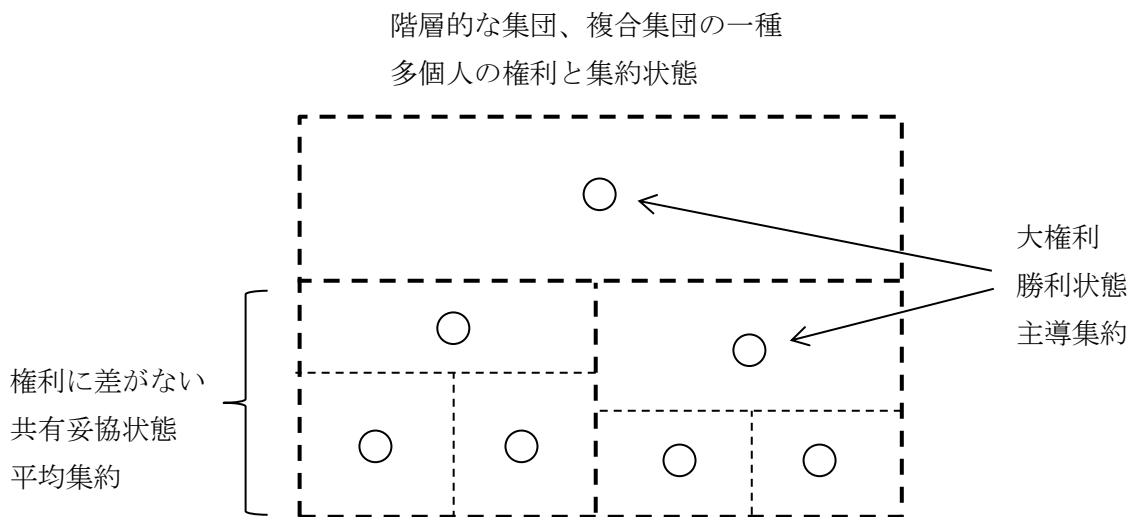 階層的な集団、複合集団の一種
多個人の権利と集約状態
大権利
勝利状態
主導集約
権利に差がない
共有妥協状態
平均集約